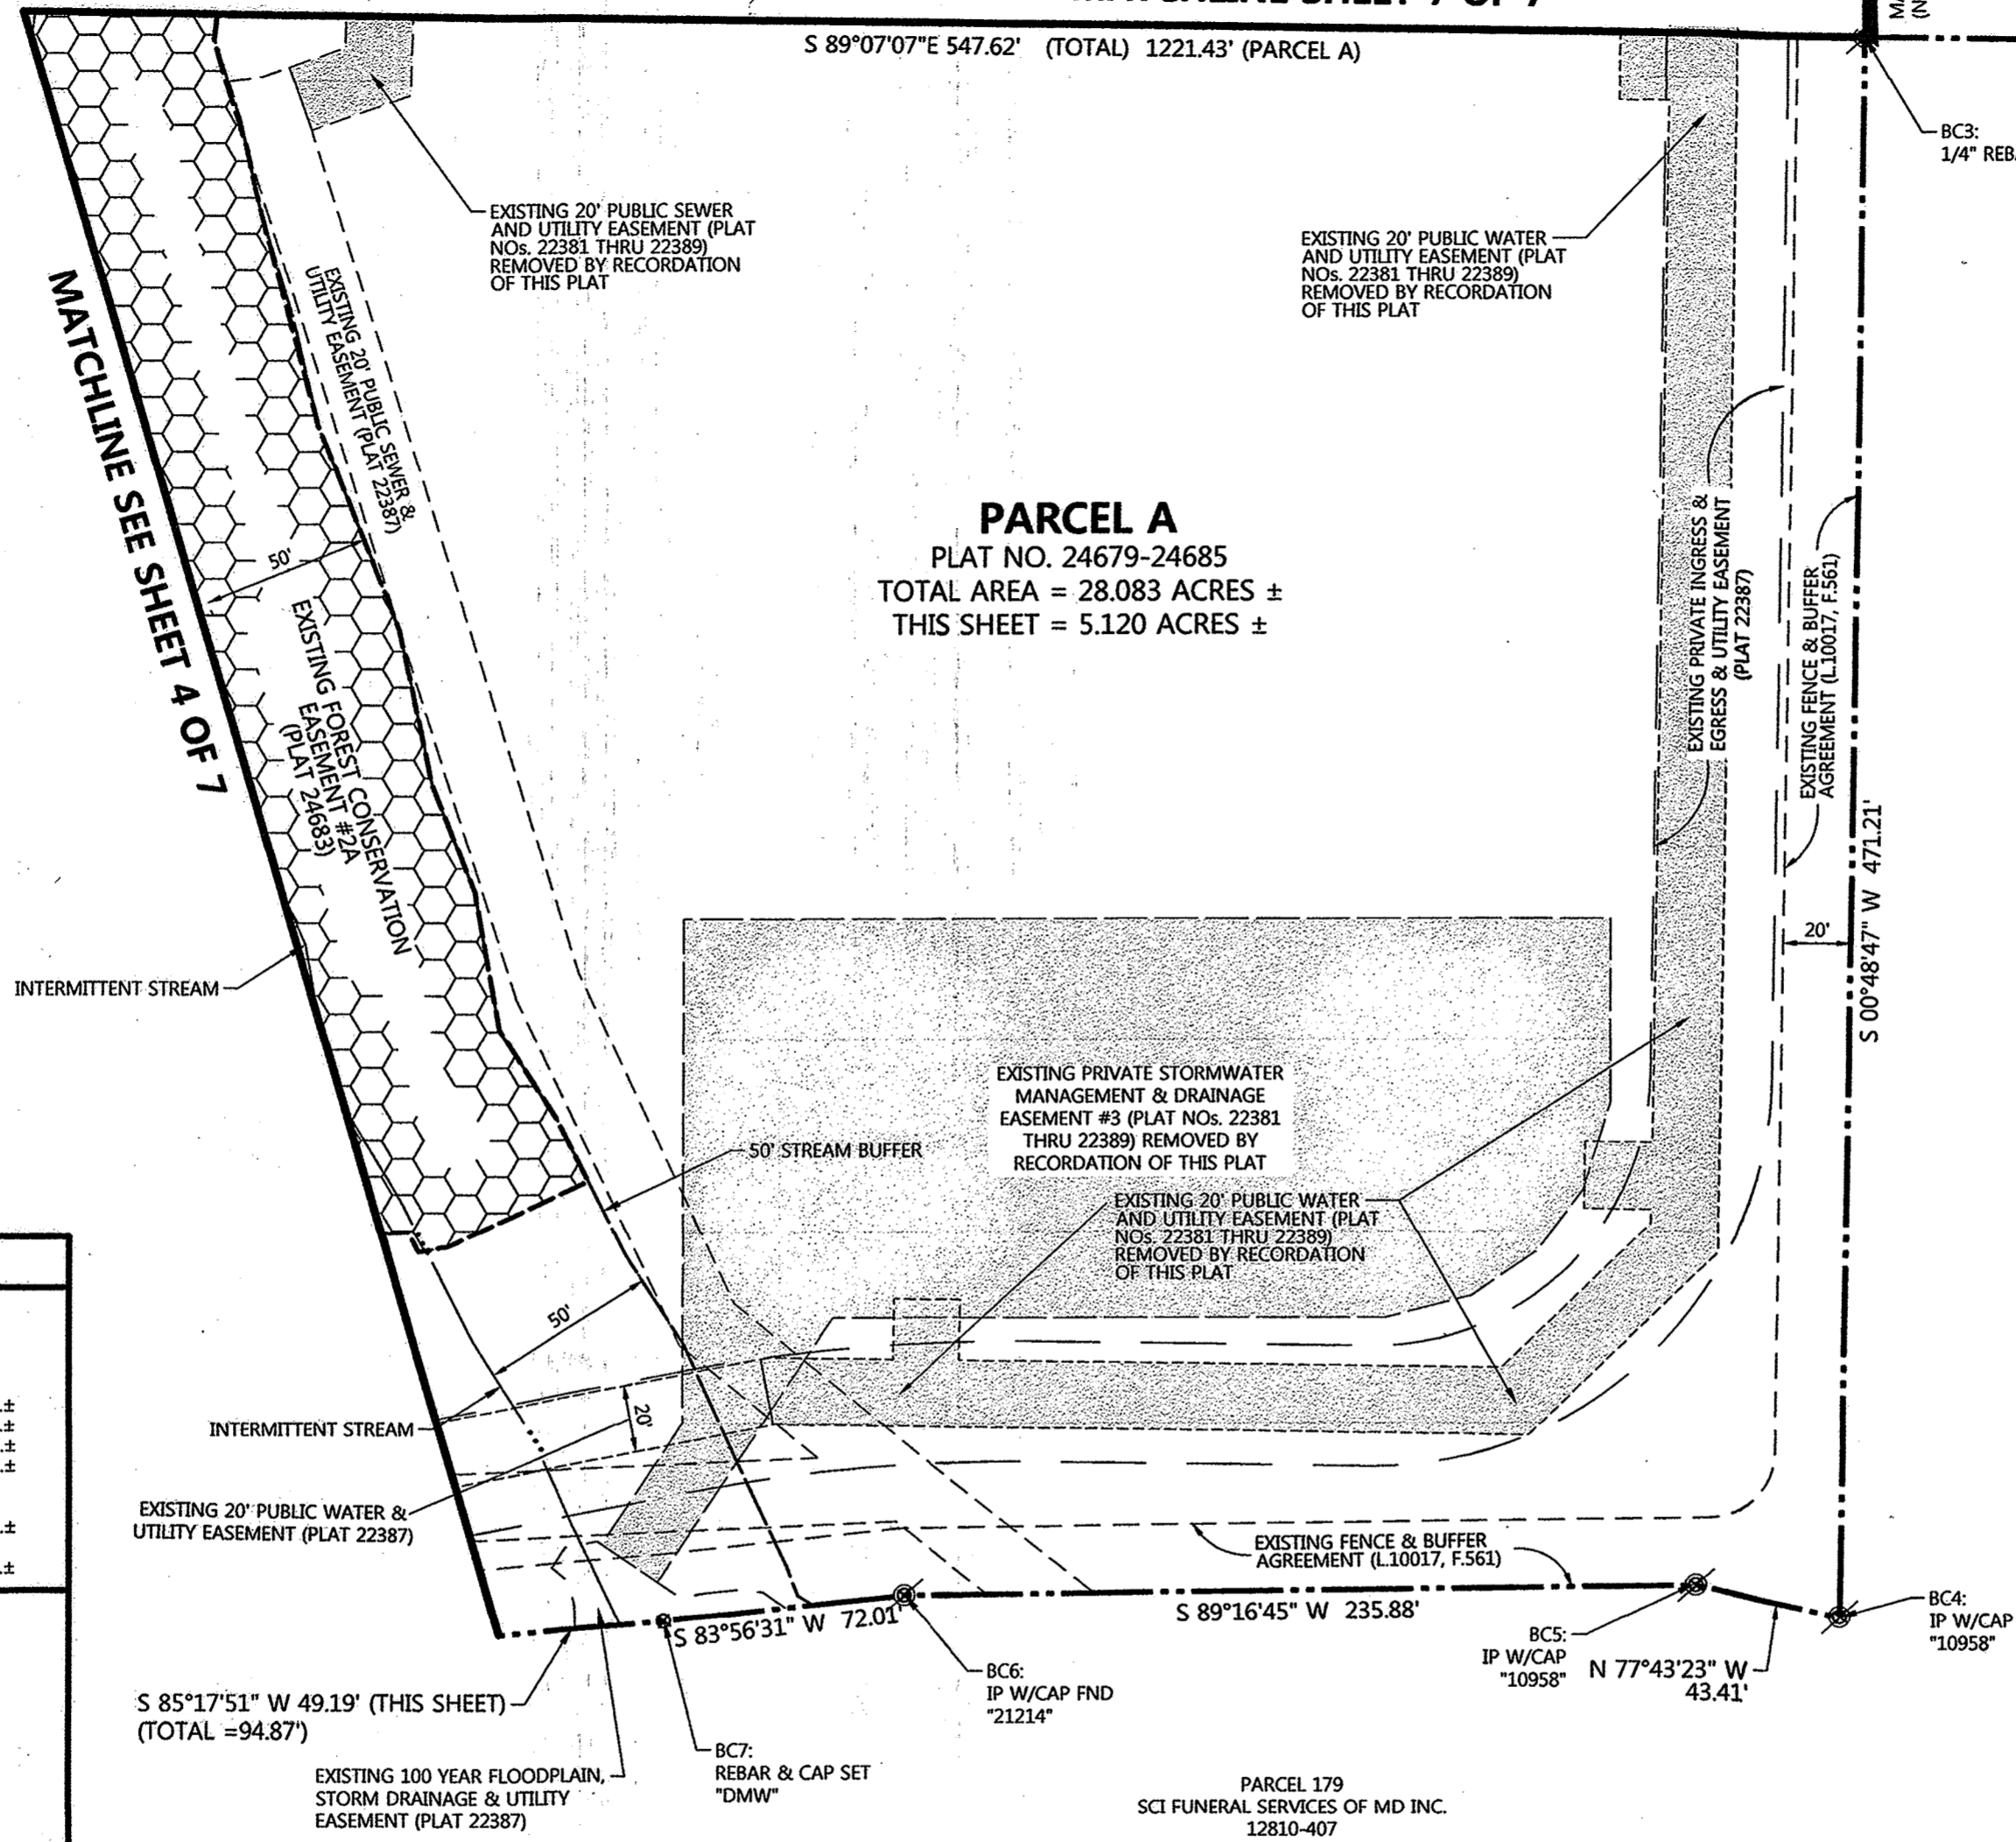 S 89°07'07"E 547.62' (TOTAL) 1221.43' (PARCEL A)
BC3:
1/4"
EXISTING 20' PUBLIC SEWER
AND UTILITY EASEMENT (PLAT
NOs. 22381 THRU 22389)
REMOVED BY RECORDATION
OF THIS PLAT
EXISTING 20' PUBLIC WATER
AND UTILITY EASEMENT (PLAT
NOs. 22381 THRU 22389)
REMOVED BY RECORDATION
OF THIS PLAT
EXISTING 20' PUBLIC SEWER &
UTILITY EASEMENT (PLAT 22387)
MATCHLINE SEE SHEET 4 OF 7
50'
EXISTING FOREST CONSERVATION
EASEMENT #2A
(PLAT 24683)
PARCEL A
PLAT NO. 24679-24685
TOTAL AREA = 28.083 ACRES ±
THIS SHEET = 5.120 ACRES ±
EXISTING PRIVATE INGRESS &
EGRESS & UTILITY EASEMENT
(PLAT 22387)
EXISTING FENCE & BUFFER
AGREEMENT (L.10017, F.561)
S 00°48'47" W 471.21'
20'
INTERMITTENT STREAM
EXISTING PRIVATE STORMWATER
MANAGEMENT & DRAINAGE
EASEMENT #3 (PLAT NOs. 22381
THRU 22389) REMOVED BY
RECORDATION OF THIS PLAT
50' STREAM BUFFER
EXISTING 20' PUBLIC WATER
AND UTILITY EASEMENT (PLAT
NOs. 22381 THRU 22389)
REMOVED BY RECORDATION
OF THIS PLAT
50'
20'
±
±
±
±
±
±
INTERMITTENT STREAM
EXISTING 20' PUBLIC WATER &
UTILITY EASEMENT (PLAT 22387)
EXISTING FENCE & BUFFER
AGREEMENT (L.10017, F.561)
S 83°56'31" W 72.01'
S 89°16'45" W 235.88'
BC4:
IP W/CAP
"10958"
BC5:
IP W/CAP
"10958"
N 77°43'23" W
43.41'
BC6:
IP W/CAP FND
"21214"
S 85°17'51" W 49.19' (THIS SHEET)
(TOTAL =94.87')
BC7:
REBAR & CAP SET
"DMW"
EXISTING 100 YEAR FLOODPLAIN,
STORM DRAINAGE & UTILITY
EASEMENT (PLAT 22387)
PARCEL 179
SCI FUNERAL SERVICES OF MD INC.
12810-407